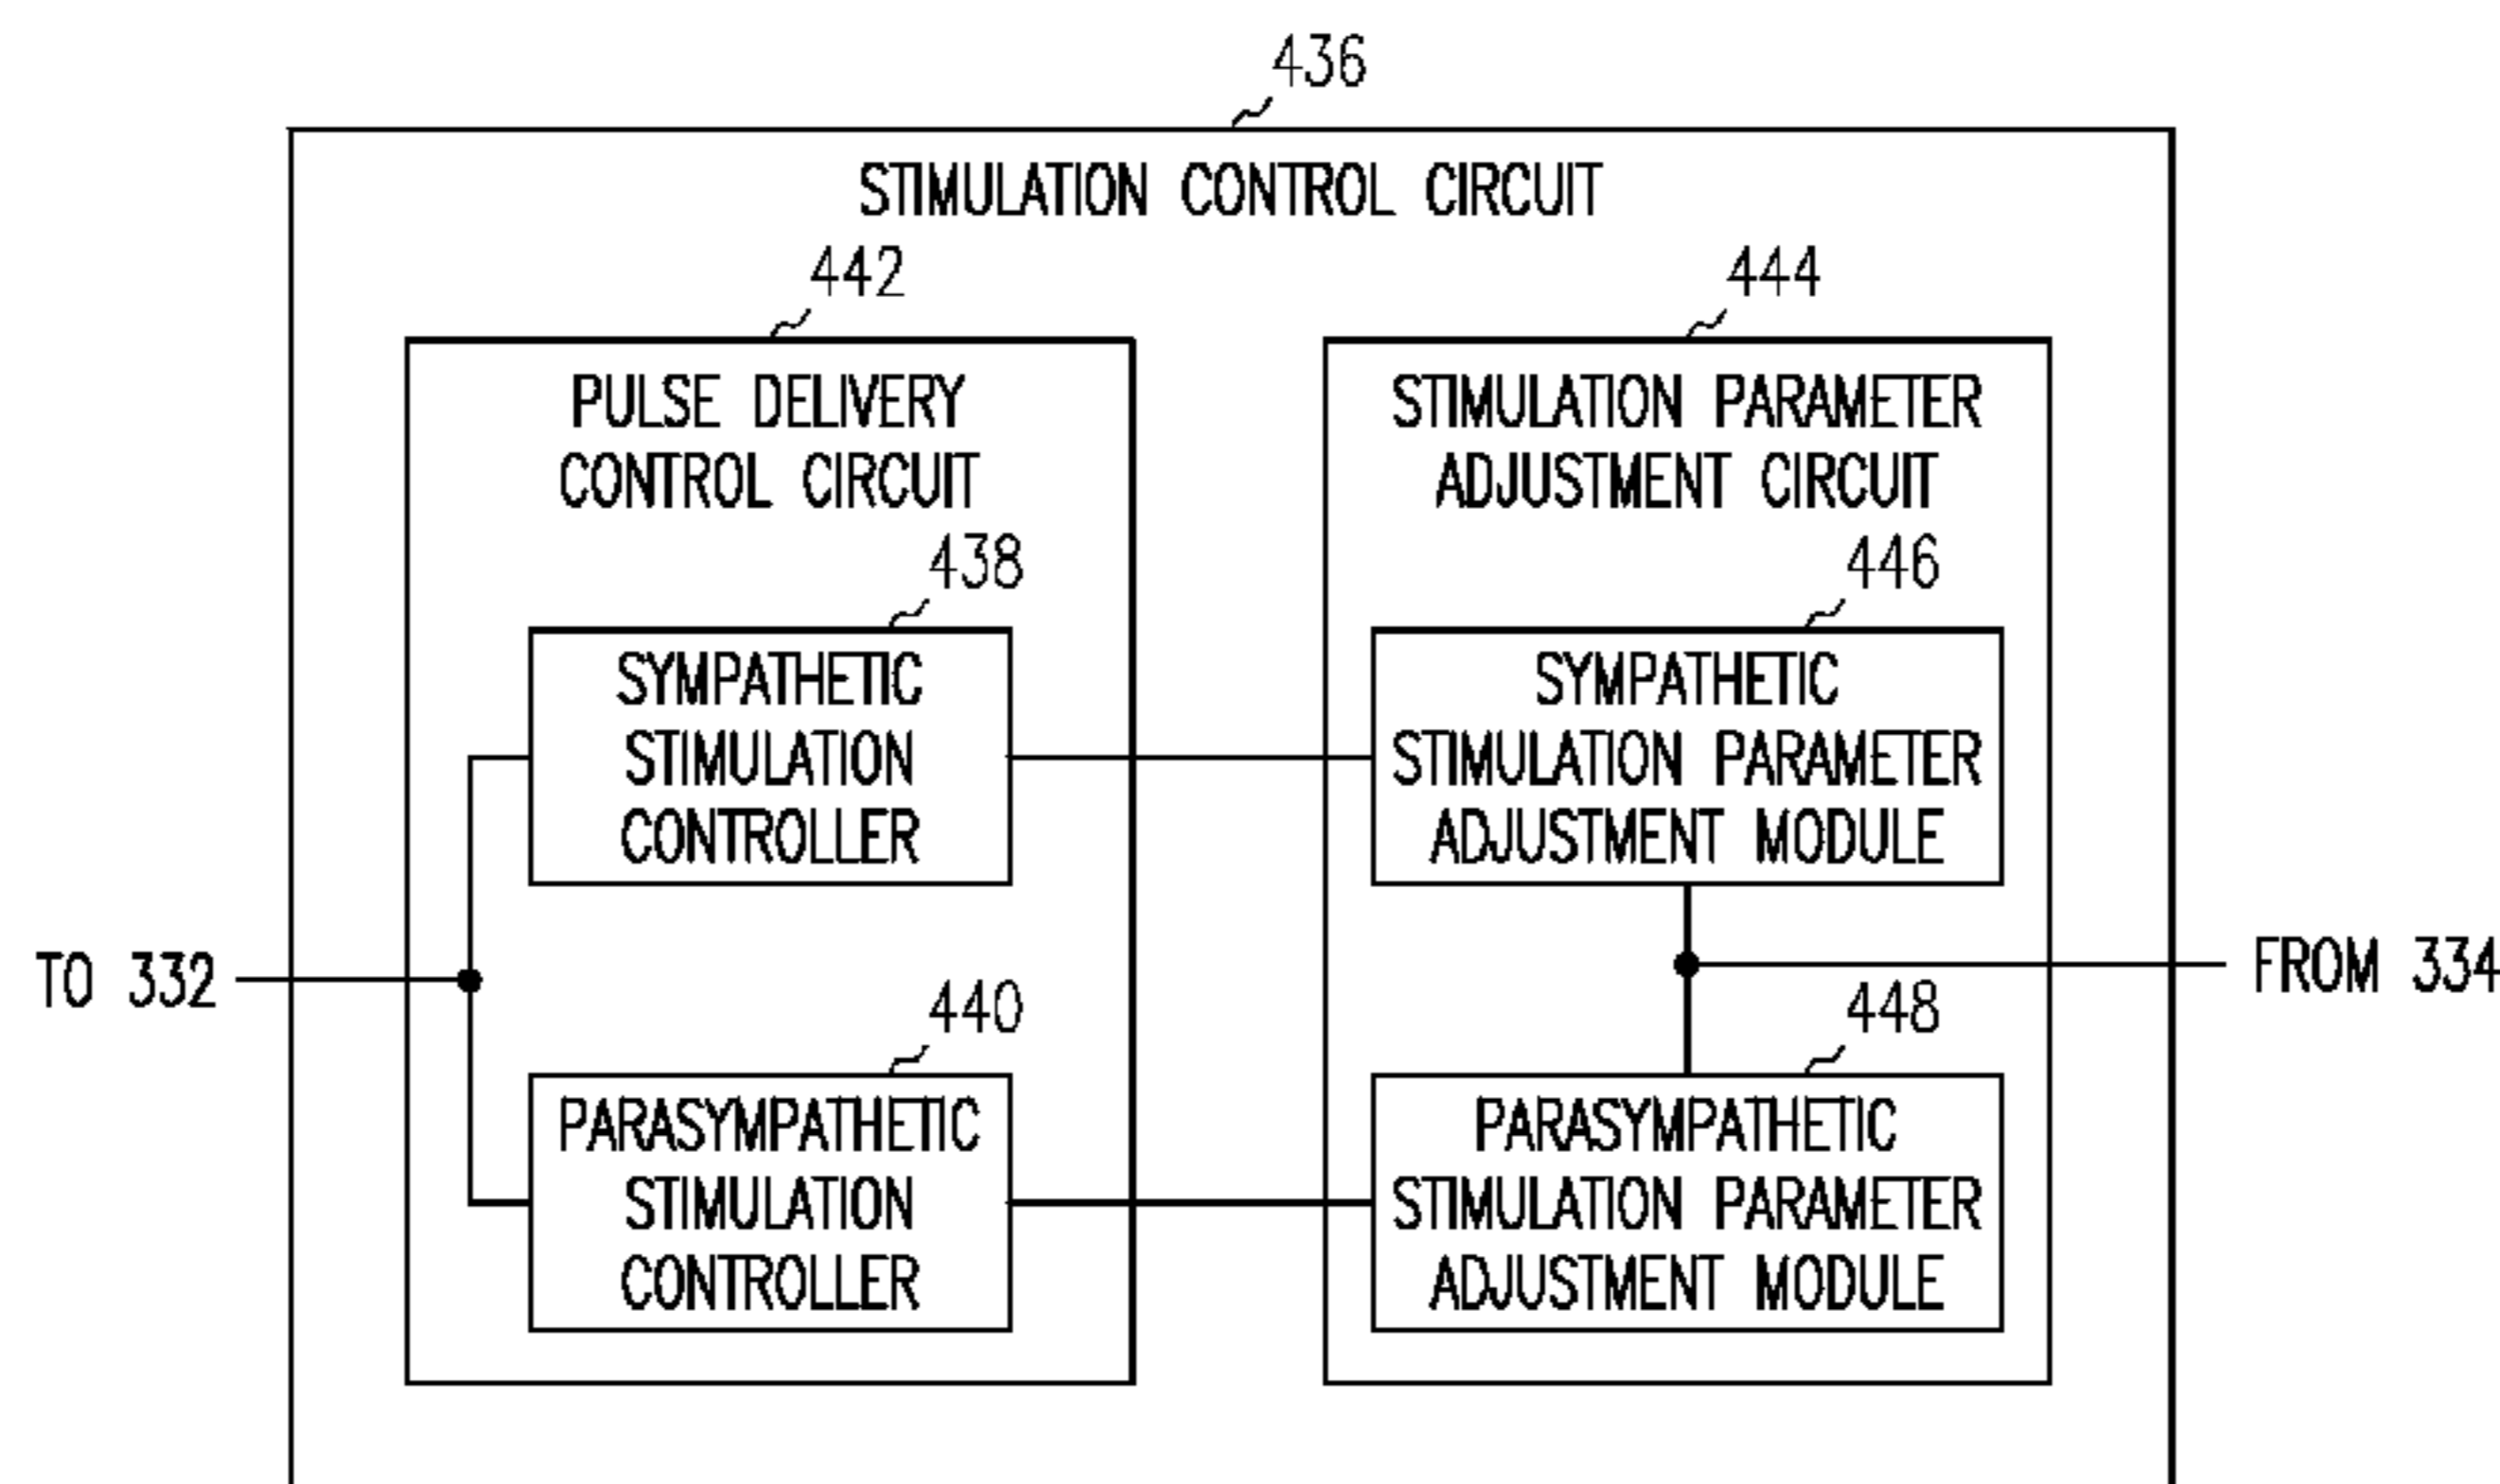 436
STIMULATION CONTROL CIRCUIT
442
PULSE DELIVERY
CONTROL CIRCUIT
438
SYMPATHETIC
STIMULATION
CONTROLLER
TO 332
440
PARASYMPATHETIC
STIMULATION
CONTROLLER
444
STIMULATION PARAMETER
ADJUSTMENT CIRCUIT
446
SYMPATHETIC
STIMULATION PARAMETER
ADJUSTMENT MODULE
FROM 334
448
PARASYMPATHETIC
STIMULATION PARAMETER
ADJUSTMENT MODULE